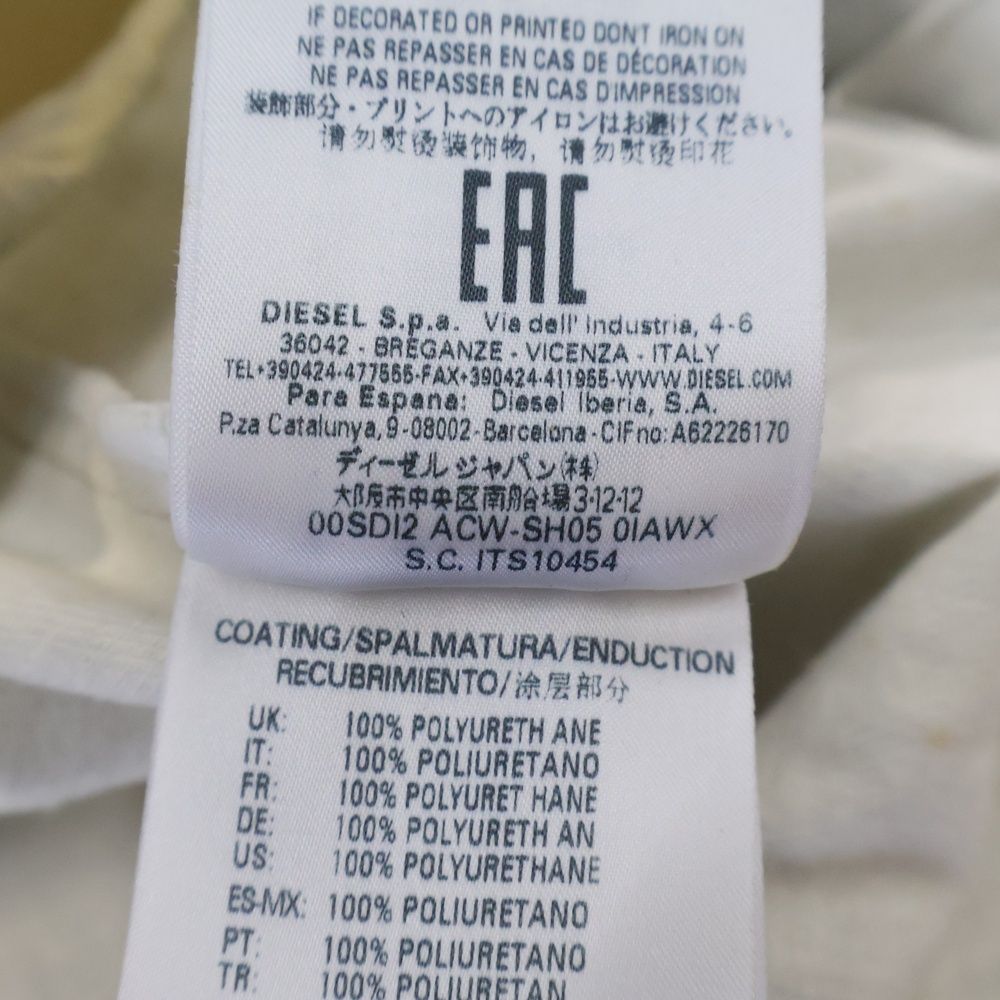 IF DECORATED OR PRINTED DON'T IRON ON
NE PAS REPASSER EN CAS DE DÉCORATION
NE PAS REPASSER EN CAS D'IMPRESSION
装飾部分・プリントへのアイロンはお避けください。
请勿熨烫装饰物，请勿熨烫印花
EAC
DIESEL S.p.a. Via dell' Industria, 4-6
36042 - BREGANZE - VICENZA - ITALY
TEL+390424-477555-FAX+390424-411955-WWW.DIESEL.COM
Para Espana: Diesel Iberia, S.A.
P.za Catalunya, 9-08002-Barcelona-CIFno: A62226170
ディーゼル ジャパン(株)
大阪市中央区南船場3-12-12
00SDI2 ACW-SH05 0IAWX
S.C. ITS10454
COATING/SPALMATURA/ENDUCTION
RECUBRIMIENTO/涂层部分
UK: 100% POLYURETH ANE
IT: 100% POLIURETANO
FR: 100% POLYURET HANE
DE: 100% POLYURETH AN
US: 100% POLYURETHANE
ES-MX: 100% POLIURETANO
PT: 100% POLIURETANO
TR: 100% POLIURETAN